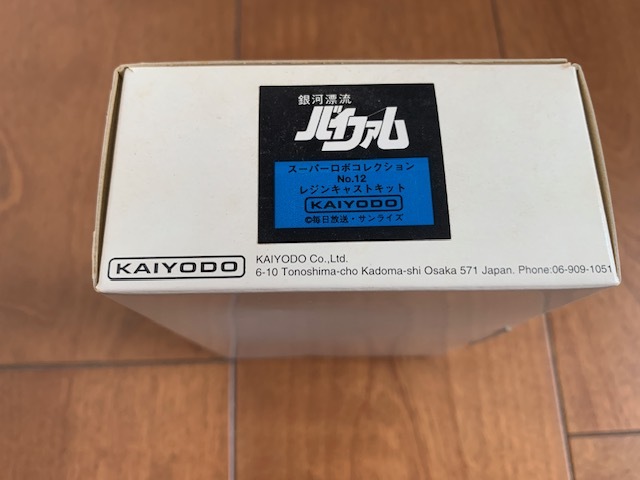 銀河漂流
バイファム
スーパーロボコレクション
No.12
レジンキャストキット
KAIYODO
©毎日放送・サンライズ
KAIYODO
KAIYODO Co.,Ltd.
6-10 Tonoshima-cho Kadoma-shi Osaka 571 Japan. Phone:06-909-1051